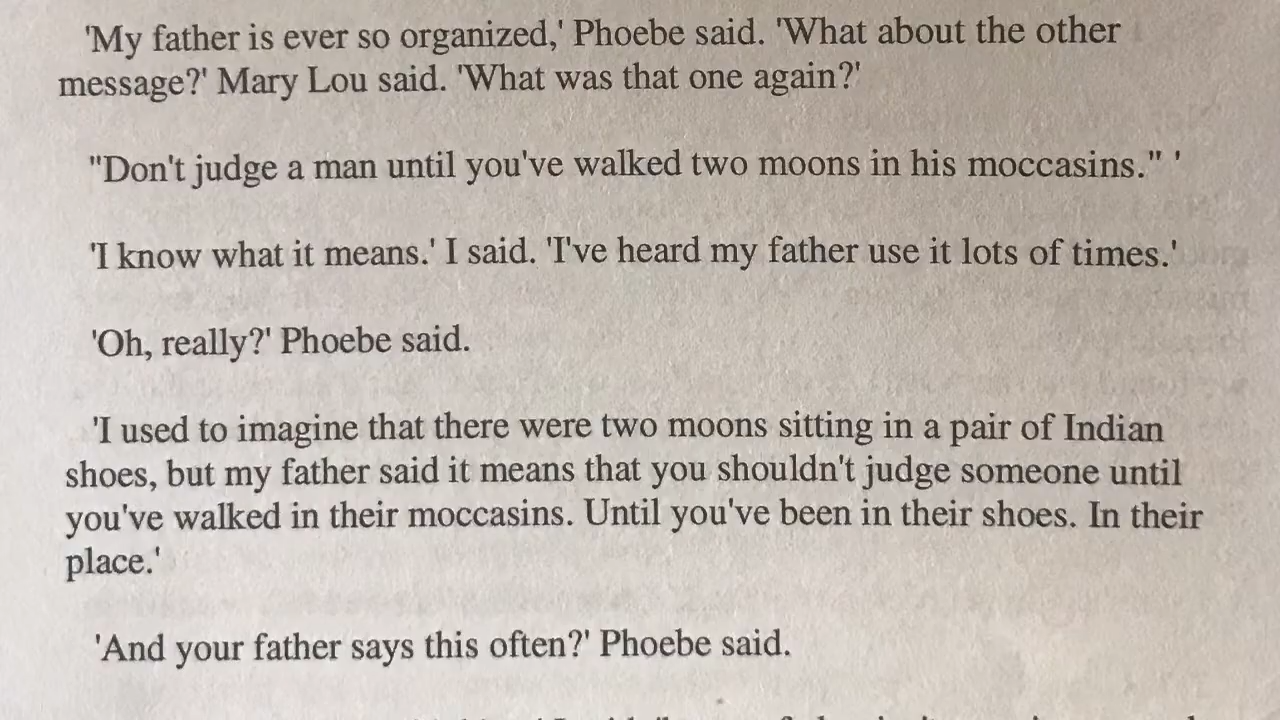 'My father is ever so organized,' Phoebe said. 'What about the other
message?' Mary Lou said. 'What was that one again?'
"Don't judge a man until you've walked two moons in his moccasins." '
'I know what it means.' I said. 'I've heard my father use it lots of times.'
'Oh, really?' Phoebe said.
'I used to imagine that there were two moons sitting in a pair of Indian
shoes, but my father said it means that you shouldn't judge someone until
you've walked in their moccasins. Until you've been in their shoes. In their
place.'
'And your father says this often?' Phoebe said.